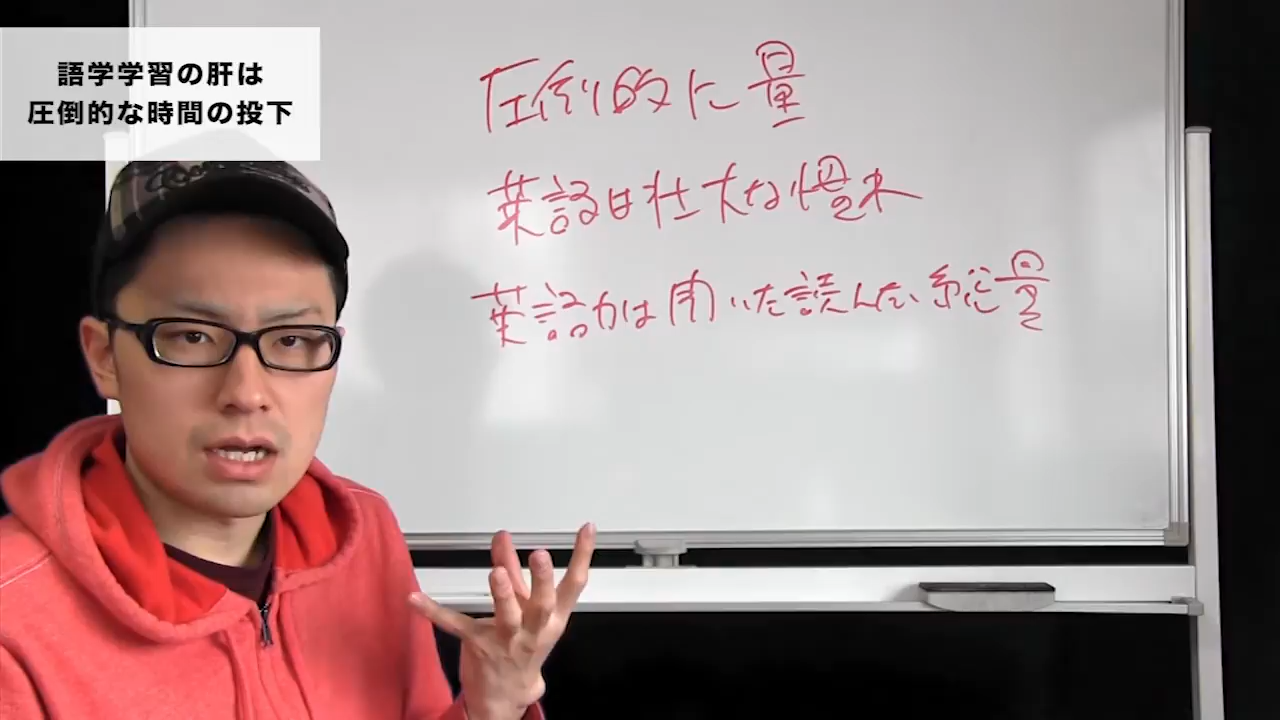 語学学習の肝は
圧倒的な時間の投下
圧倒的に量
英語は壮大な慣れ
英語力は聞いた読んだ総量